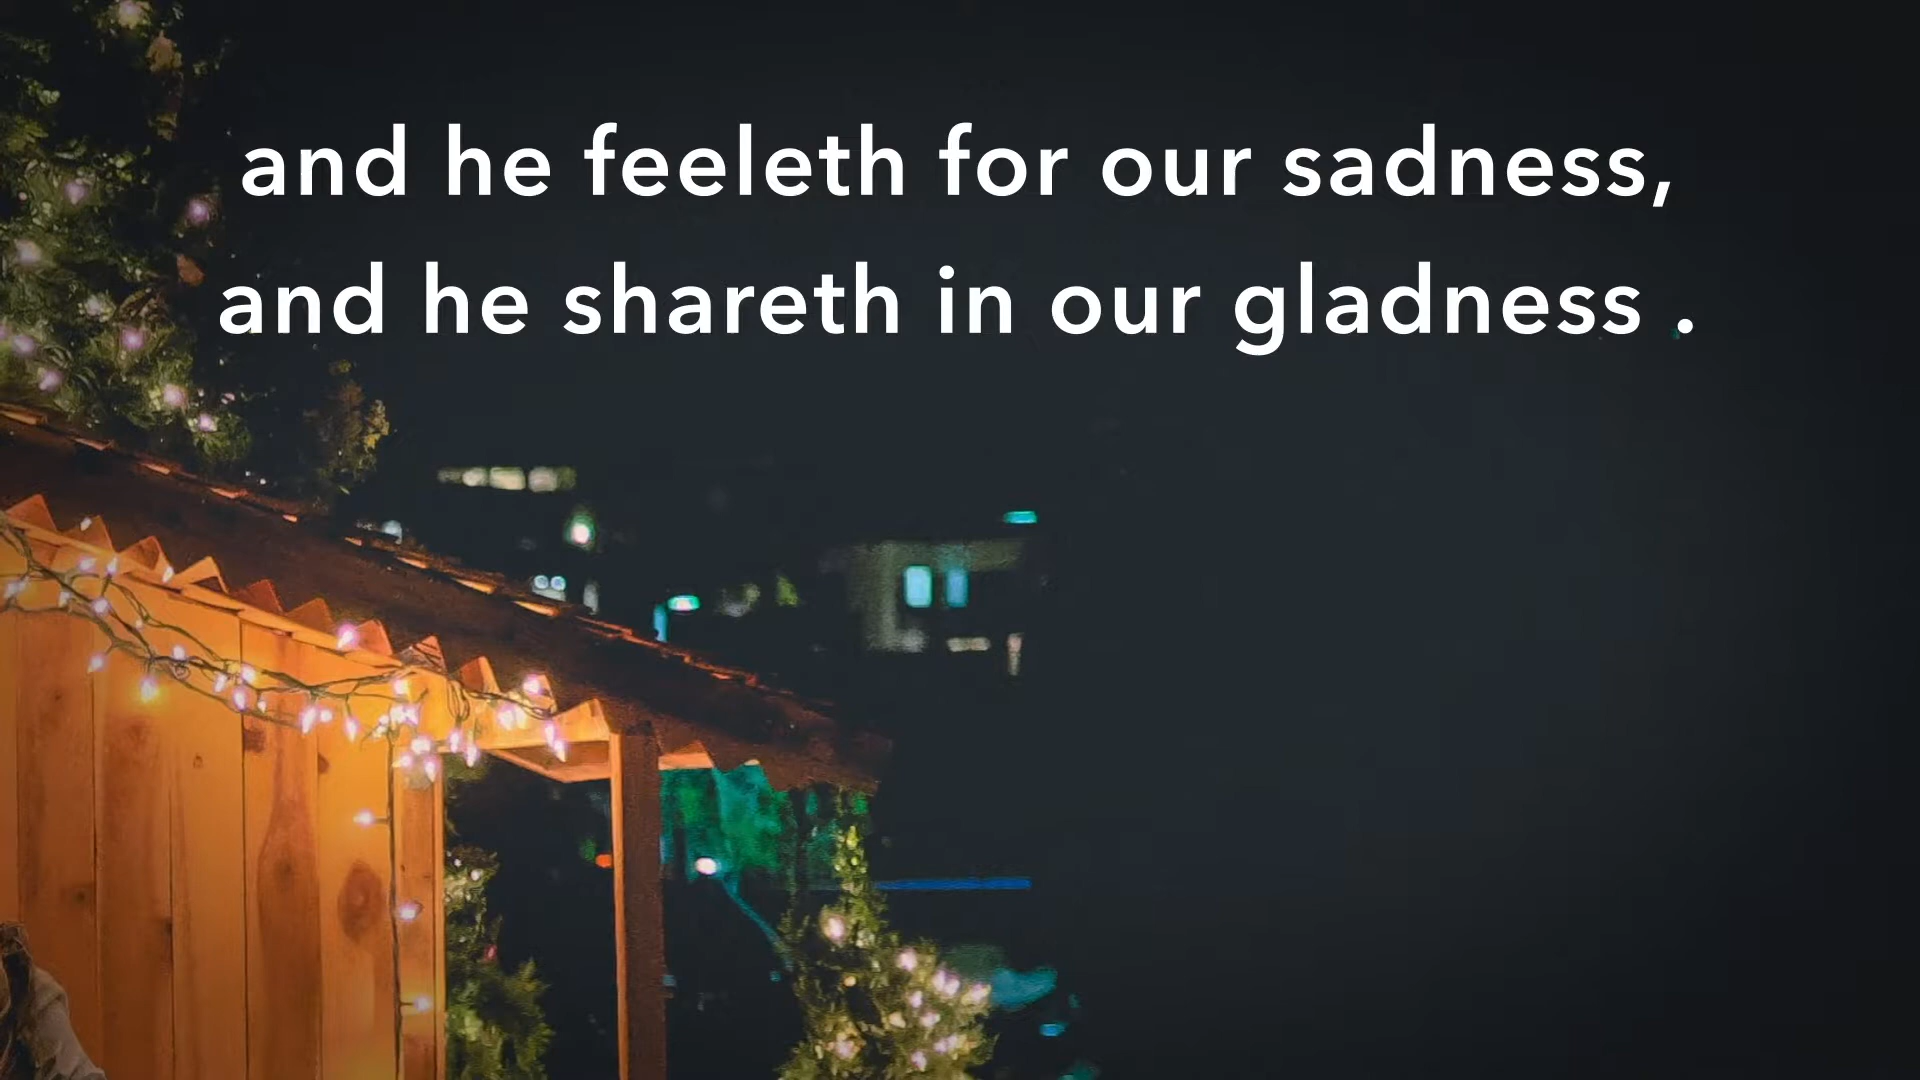 and he feeleth for our sadness,
and he shareth in our gladness .